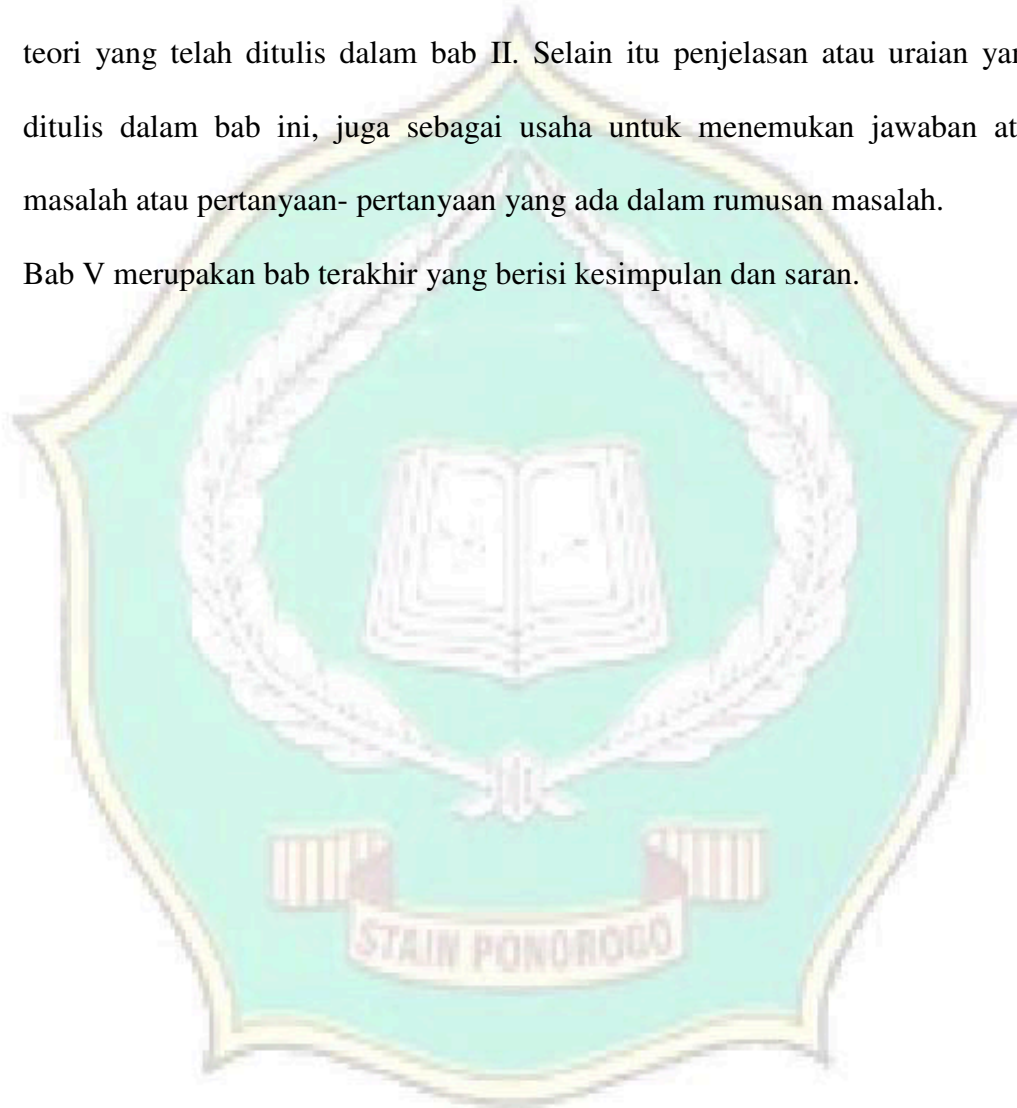 teori yang telah ditulis dalam bab II. Selain itu penjelasan atau uraian yan
ditulis dalam bab ini, juga sebagai usaha untuk menemukan jawaban at
masalah atau pertanyaan- pertanyaan yang ada dalam rumusan masalah.
Bab V merupakan bab terakhir yang berisi kesimpulan dan saran.
STAIN PONOROGO